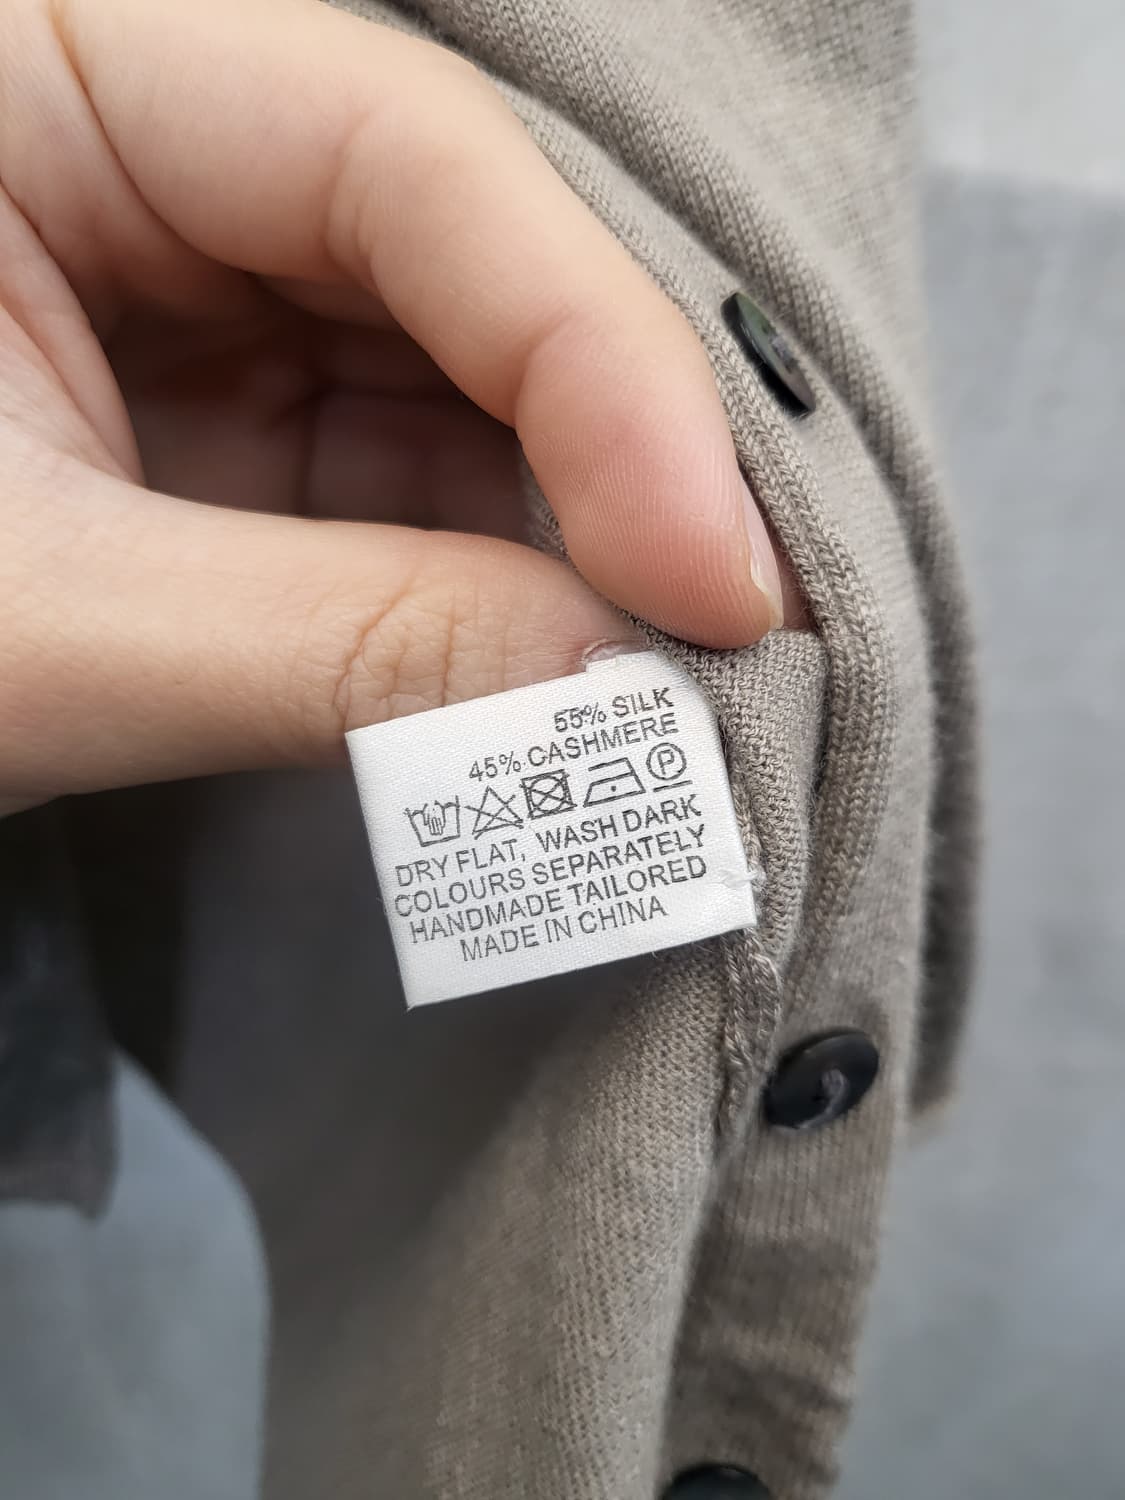 55% SILK
45% CASHMERE
P
DRY FLAT, WASH DARK
COLOURS SEPARATELY
HANDMADE TAILORED
MADE IN CHINA